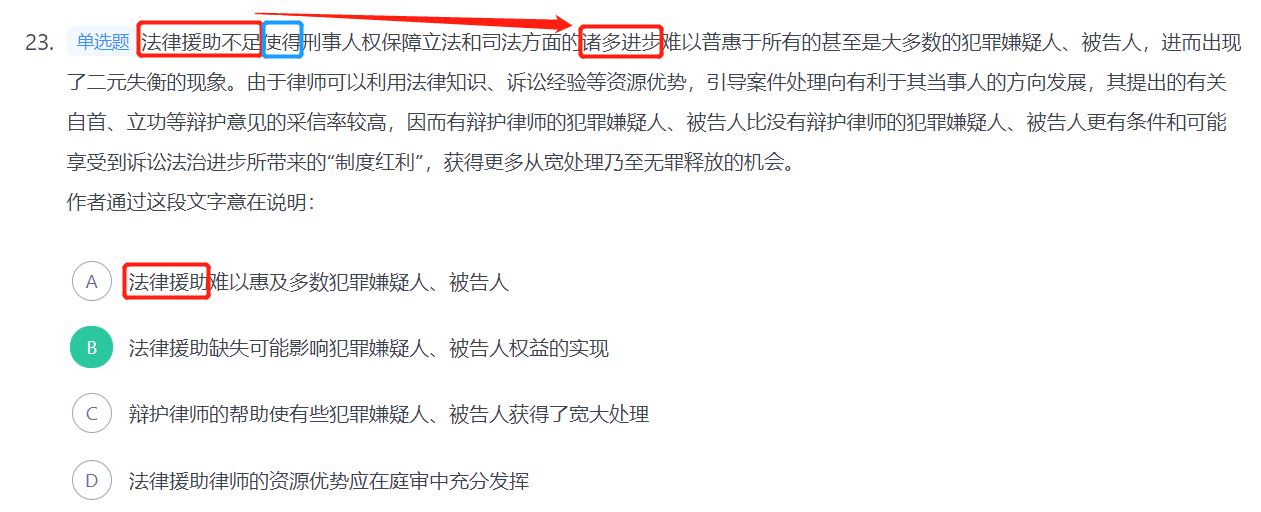 23. 单选题 法律援助不足使得刑事人权保障立法和司法方面的诸多进步难以普惠于所有的甚至是大多数的犯罪嫌疑人、被告人，进而出现
了二元失衡的现象。由于律师可以利用法律知识、诉讼经验等资源优势，引导案件处理向有利于其当事人的方向发展，其提出的有关
自首、立功等辩护意见的采信率较高，因而有辩护律师的犯罪嫌疑人、被告人比没有辩护律师的犯罪嫌疑人、被告人更有条件和可能
享受到诉讼法治进步所带来的“制度红利”，获得更多从宽处理乃至无罪释放的机会。
作者通过这段文字意在说明：
A 法律援助难以惠及多数犯罪嫌疑人、被告人
B 法律援助缺失可能影响犯罪嫌疑人、被告人权益的实现
C 辩护律师的帮助使有些犯罪嫌疑人、被告人获得了宽大处理
D 法律援助律师的资源优势应在庭审中充分发挥